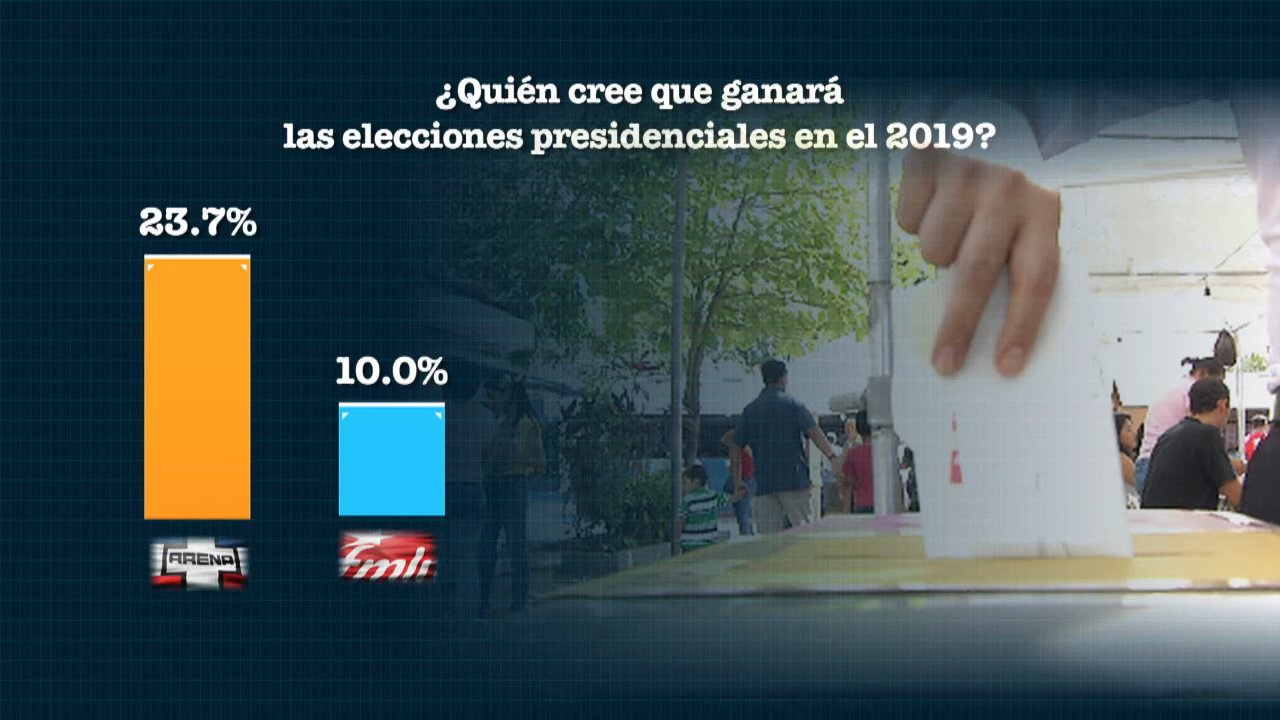 ¿Quién cree que ganará
las elecciones presidenciales en el 2019?
23.7%
10.0%
ARENA
fmln